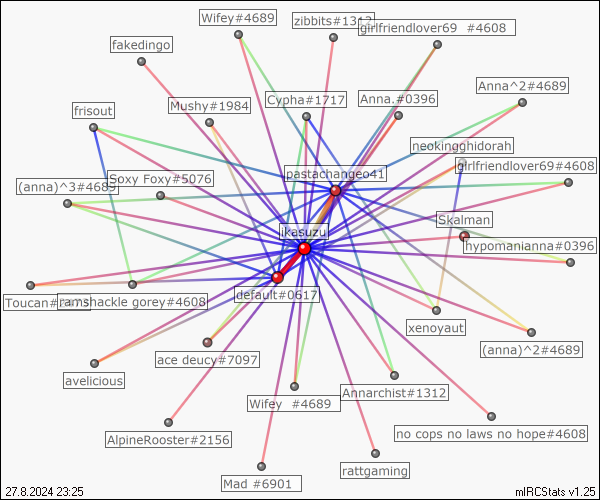 Wifey#4689
zibbits#1312
girlfriendlover69 #4608
fakedingo
Anna^2#4689
Cypha#1717
Anna.#0396
Mushy#1984
frisout
neokingghidorah
pastachangeo41
girlfriendlover69#4608
Soxy Foxy#5076
(anna)^3#4689
Skalman
likasuzu
hypomanianna#0396
default#0617
Toucan
ramshackle gorey#4608
xenoyaut
(anna)^2#4689
ace deucy#7097
avelicious
Annarchist#1312
Wifey #4689
no cops no laws no hope#4608
AlpineRooster#2156
rattgaming
Mad #6901
27.8.2024 23:25
mIRCStats v1.25